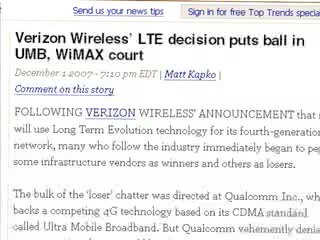 Send us your news tips Sign in for free Top Trends specia
Verizon Wireless' LTE decision puts ball in
UMB, WiMAX court
December 1 2007 - 7:10 pm EDT | Matt Kapko |
Comment on this story
FOLLOWING VERIZON WIRELESS' ANNOUNCEMENT that i
will use Long Term Evolution technology for its fourth-generation
network, many who follow the industry immediately began to pe
some infrastructure vendors as winners and others as losers.
The bulk of the 'loser' chatter was directed at Qualcomm Inc., wh
backs a competing 4G technology based on its CDMA standard
called Ultra Mobile Broadband. But Qualcomm vehemently denie